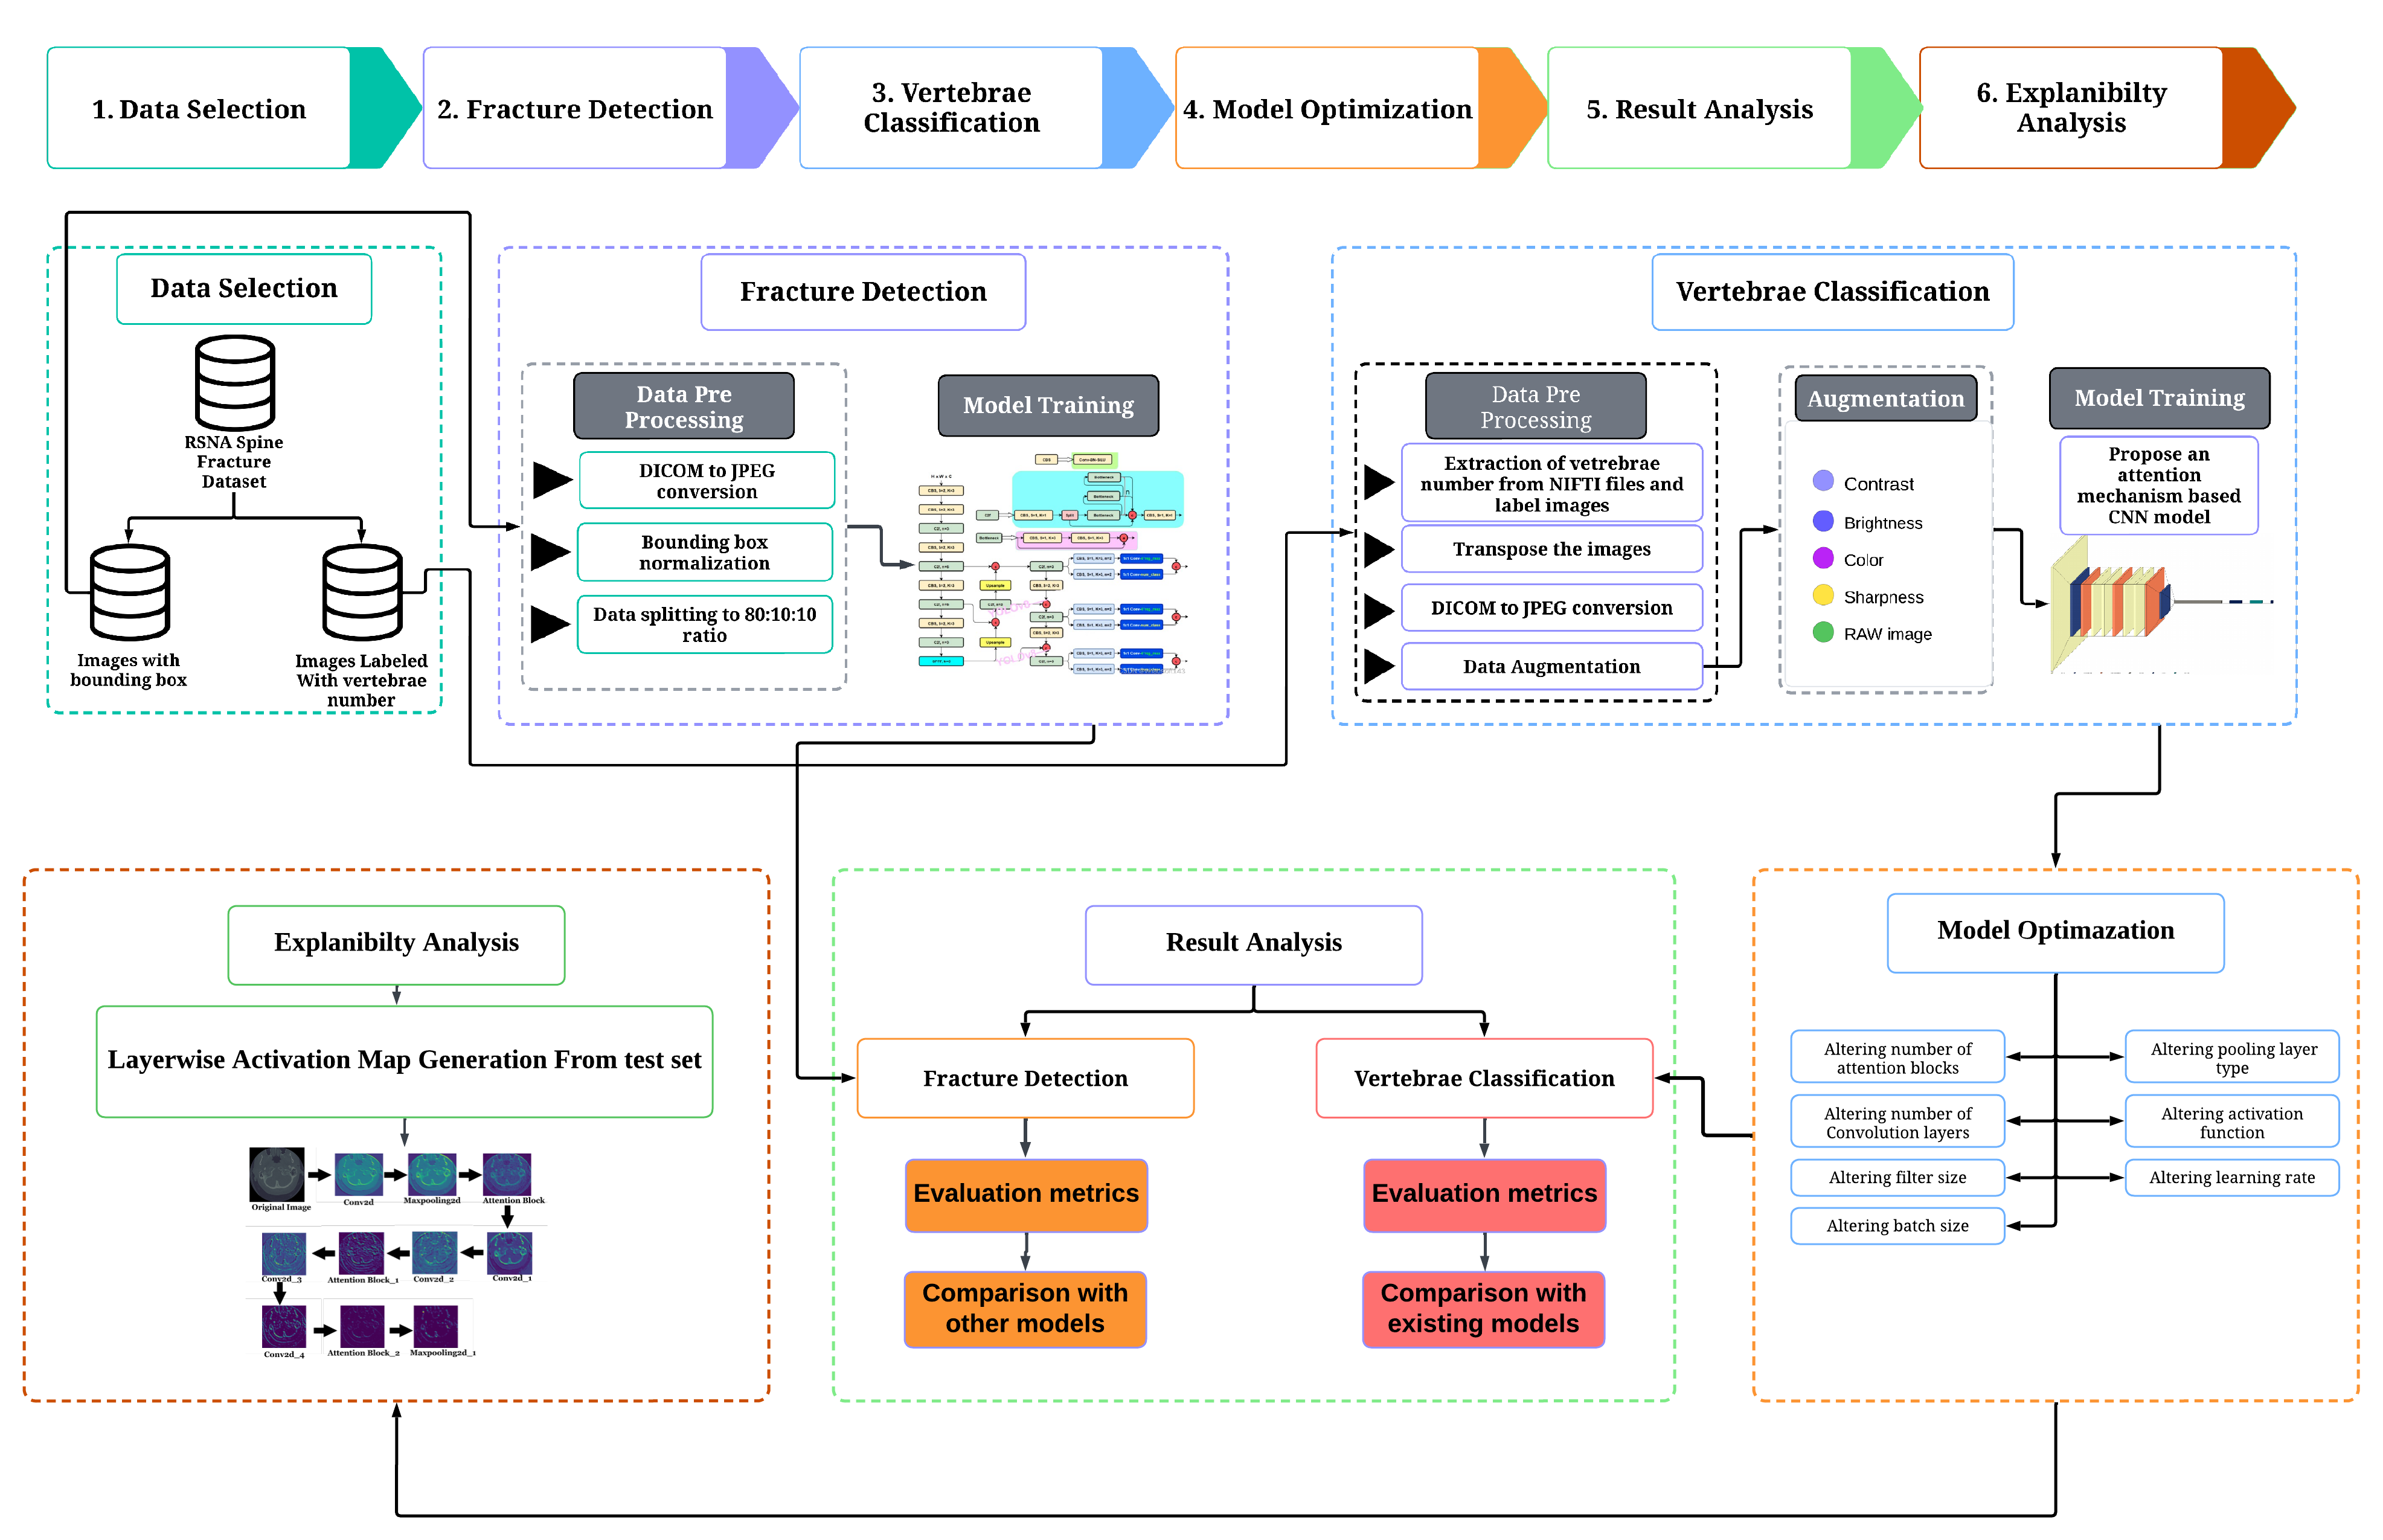 1. Data Selection
2. Fracture Detection
3. Vertebrae
Classification
4. Model Optimization
5. Result Analysis
6. Explanibilty
Analysis
Data Selection
RSNA Spine
Fracture
Dataset
Images with
bounding box
Images Labeled
With vertebrae
number
Fracture Detection
Data Pre
Processing
DICOM to JPEG
conversion
Bounding box
normalization
Data splitting to 80:10:10
ratio
Model Training
Upsample
Upsample
Split
Bottleneck
Bottleneck
Bottleneck
Bottleneck
Vertebrae Classification
Data Pre
Processing
Extraction of vetrebrae
number from NIFTI files and
label images
Transpose the images
DICOM to JPEG conversion
Data Augmentation
Augmentation
Contrast
Brightness
Color
Sharpness
RAW image
Model Training
Propose an
attention
mechanism based
CNN model
Explanibilty Analysis
Layerwise Activation Map Generation From test set
Original Image
Conv2d
Maxpooling2d
Attention Block
Conv2d_3
Attention Block_1
Conv2d_2
Conv2d_1
Conv2d_4
Attention Block_2
Maxpooling2d_1
Result Analysis
Fracture Detection
Evaluation metrics
Comparison with
other models
Vertebrae Classification
Evaluation metrics
Comparison with
existing models
Model Optimazation
Altering number of
attention blocks
Altering pooling layer
type
Altering number of
Convolution layers
Altering activation
function
Altering filter size
Altering learning rate
Altering batch size